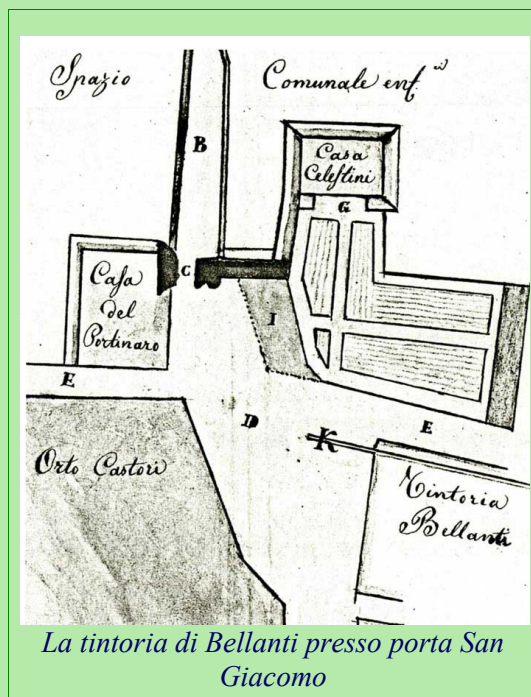 Spazio
Comunale enf.
B
Casa
Celeſtini
G
C
Caſa
del
Portinaro
I
E
D
K
E
Orto Castori
Tintoria
Bellanti
La tintoria di Bellanti presso porta San
Giacomo